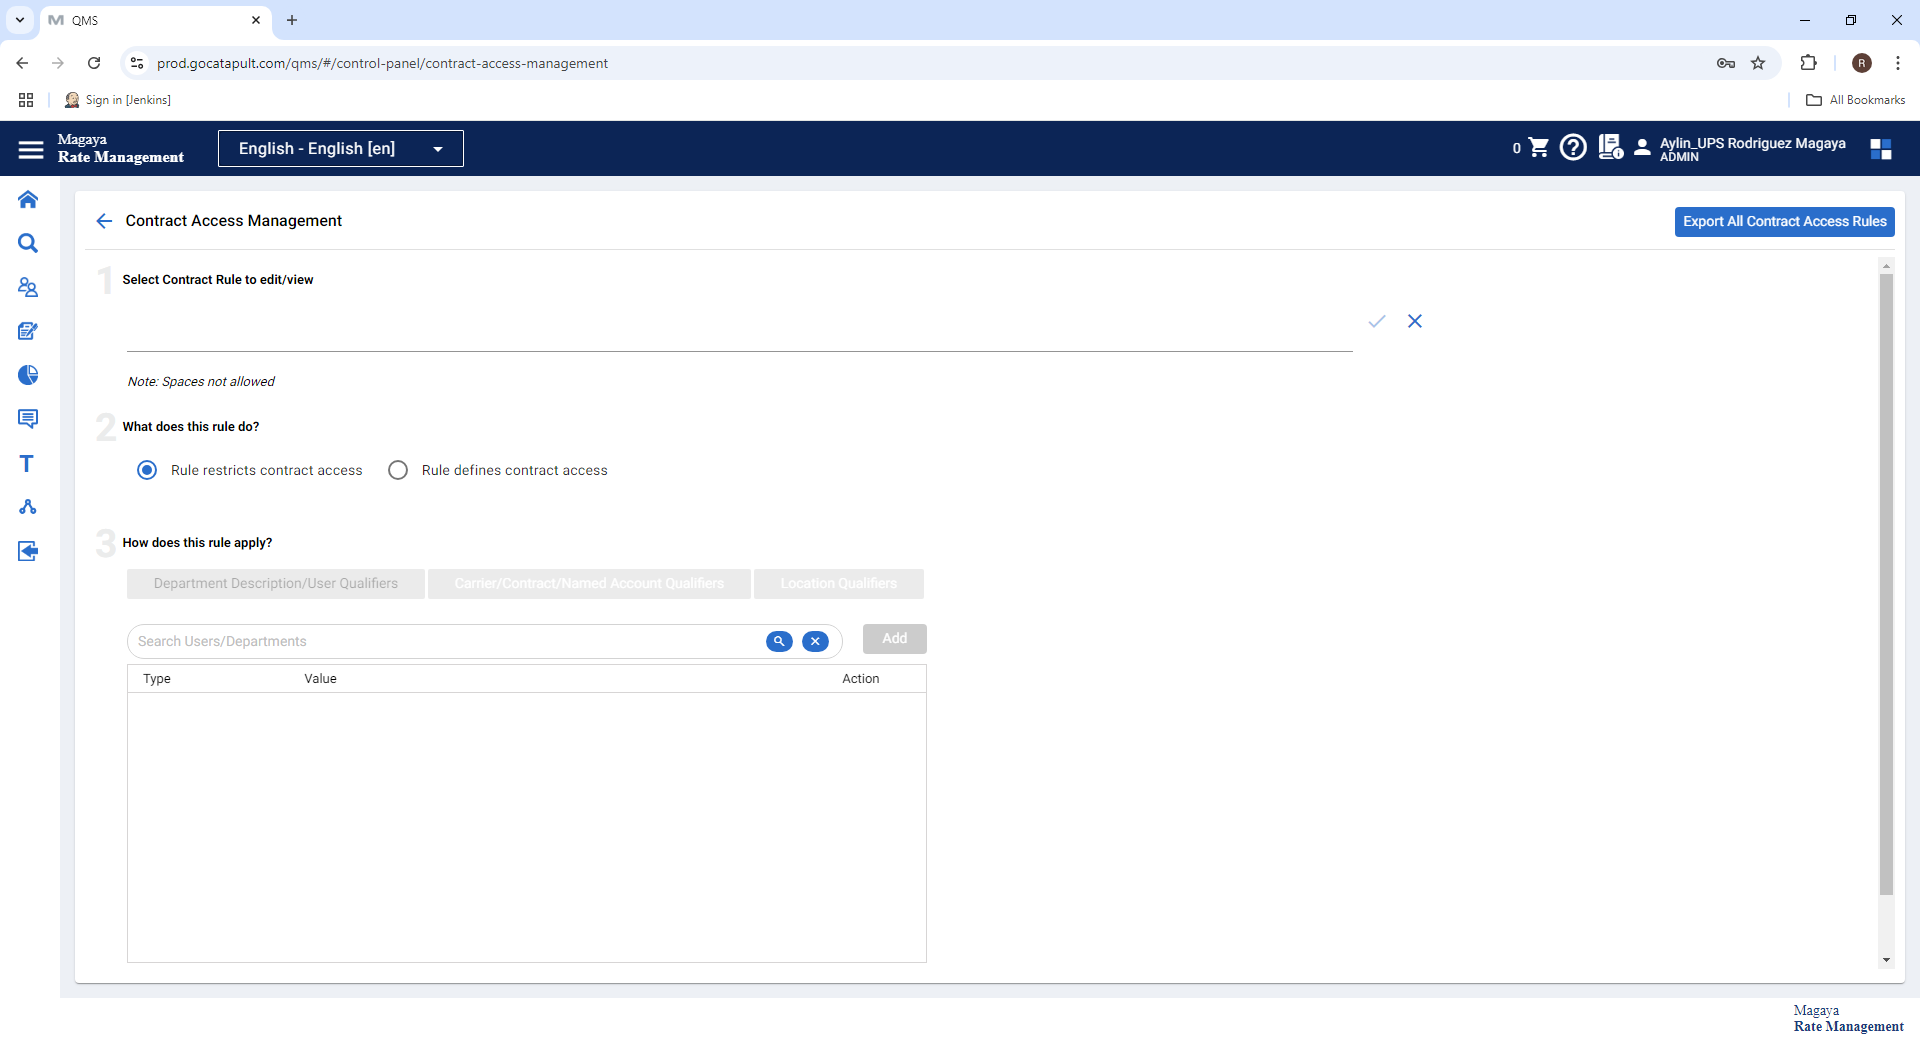 QMS
prod.gocatapult.com/qms/#/control-panel/contract-access-management
R
Sign in [Jenkins]
All Bookmarks
Magaya
Rate Management
English - English [en]
0
Aylin_UPS Rodriguez Magaya
ADMIN
Contract Access Management
Export All Contract Access Rules
1 Select Contract Rule to edit/view
Note: Spaces not allowed
2 What does this rule do?
Rule restricts contract access
Rule defines contract access
3 How does this rule apply?
Department Description/User Qualifiers
Carrier/Contract/Named Account Qualifiers
Location Qualifiers
Search Users/Departments
Add
Type Value Action
Magaya
Rate Management